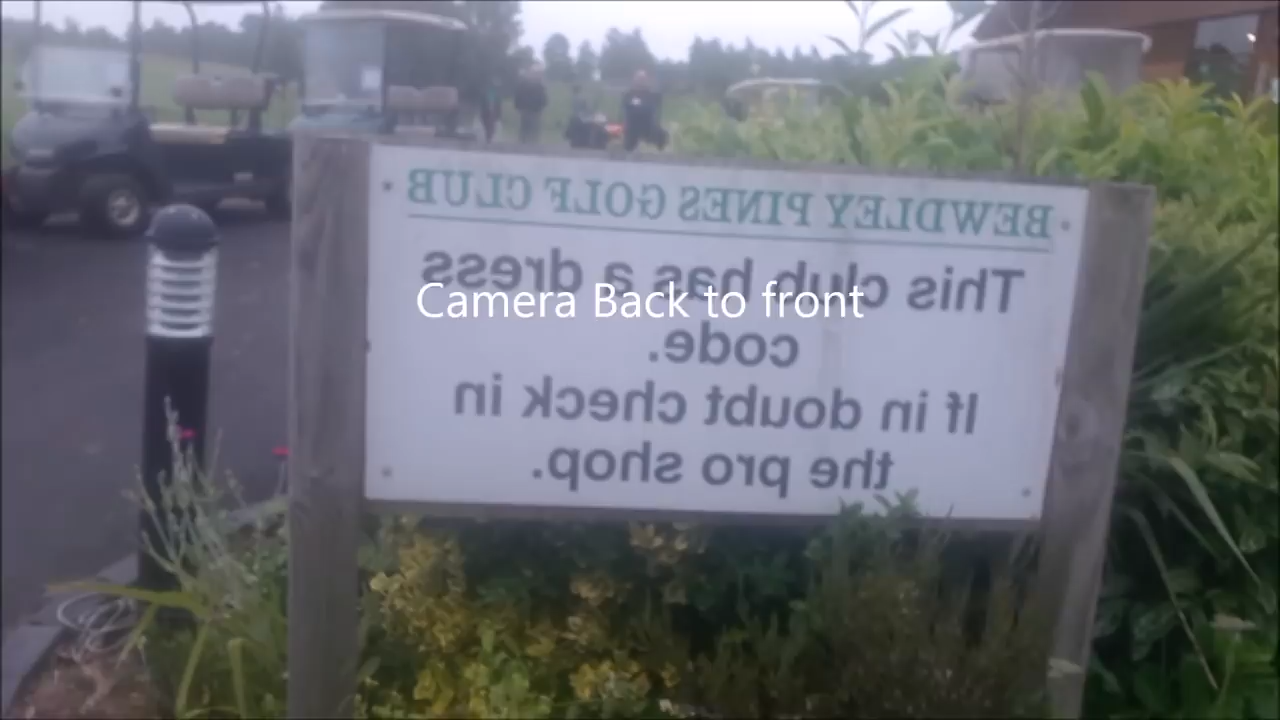 BEWDLEY PINES GOLF CLUB
This club has a dress
Camera Back to front
code.
If in doubt check in
the pro shop.